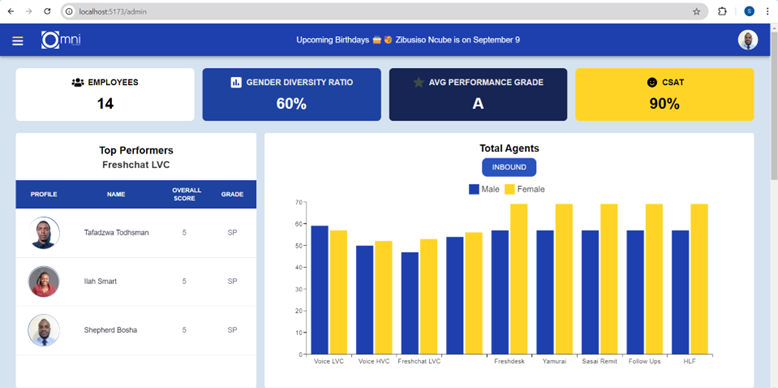 localhost:5173/admin
S
Omni
Upcoming Birthdays 🎂 🥳 Zibusiso Ncube is on September 9
EMPLOYEES
14
GENDER DIVERSITY RATIO
60%
AVG PERFORMANCE GRADE
A
CSAT
90%
Top Performers
Freshchat LVC
PROFILE NAME OVERALL SCORE GRADE
Tafadzwa Todhsman 5 SP
Ilah Smart 5 SP
Shepherd Bosha 5 SP
Total Agents
INBOUND
Male Female
70
60
50
40
30
20
10
0
Voice LVC Voice HVC Freshchat LVC Freshdesk Yamurai Sasai Remit Follow Ups HLF